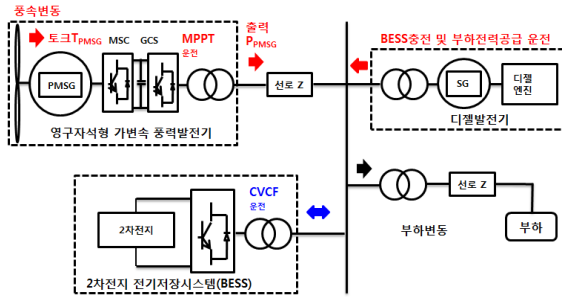 풍속변동
토크TPMSG
MSC
GCS
MPPT
운전
출력
PPMSG
PMSG
선로 Z
영구자석형 가변속 풍력발전기
BESS충전 및 부하전력공급 운전
SG
디젤
엔진
디젤발전기
CVCF
운전
2차전지
2차전지 전기저장시스템(BESS)
선로 Z
부하변동
부하